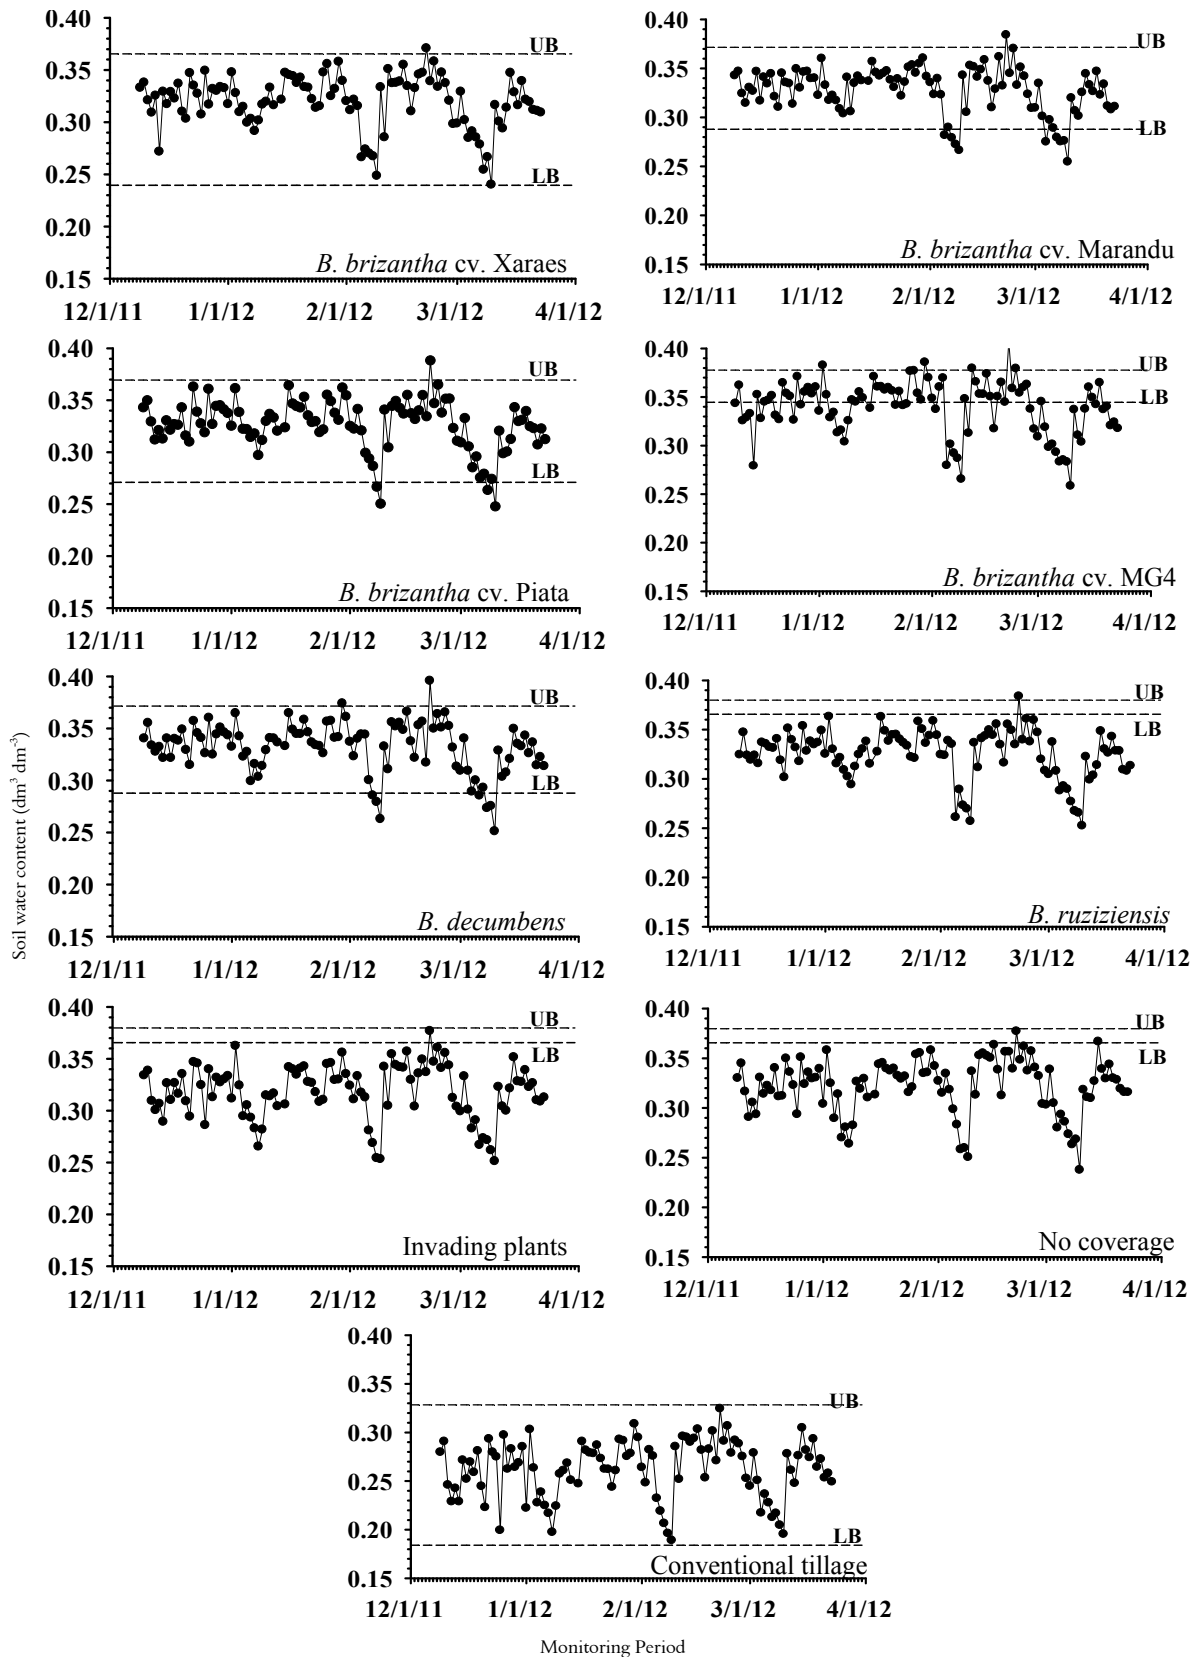 0.40
0.35
0.30
0.25
0.20
0.15
UB
LB
B. brizantha cv. Xaraes
12/1/11 1/1/12 2/1/12 3/1/12 4/1/12
0.40
0.35
0.30
0.25
0.20
0.15
UB
LB
B. brizantha cv. Marandu
12/1/11 1/1/12 2/1/12 3/1/12 4/1/12
0.40
0.35
0.30
0.25
0.20
0.15
UB
LB
B. brizantha cv. Piata
12/1/11 1/1/12 2/1/12 3/1/12 4/1/12
0.40
0.35
0.30
0.25
0.20
0.15
UB
LB
B. brizantha cv. MG4
12/1/11 1/1/12 2/1/12 3/1/12 4/1/12
Soil water content (dm³ dm⁻³)
0.40
0.35
0.30
0.25
0.20
0.15
UB
LB
B. decumbens
12/1/11 1/1/12 2/1/12 3/1/12 4/1/12
0.40
0.35
0.30
0.25
0.20
0.15
UB
LB
B. ruziziensis
12/1/11 1/1/12 2/1/12 3/1/12 4/1/12
0.40
0.35
0.30
0.25
0.20
0.15
UB
LB
Invading plants
12/1/11 1/1/12 2/1/12 3/1/12 4/1/12
0.40
0.35
0.30
0.25
0.20
0.15
UB
LB
No coverage
12/1/11 1/1/12 2/1/12 3/1/12 4/1/12
0.40
0.35
0.30
0.25
0.20
0.15
UB
LB
Conventional tillage
12/1/11 1/1/12 2/1/12 3/1/12 4/1/12
Monitoring Period